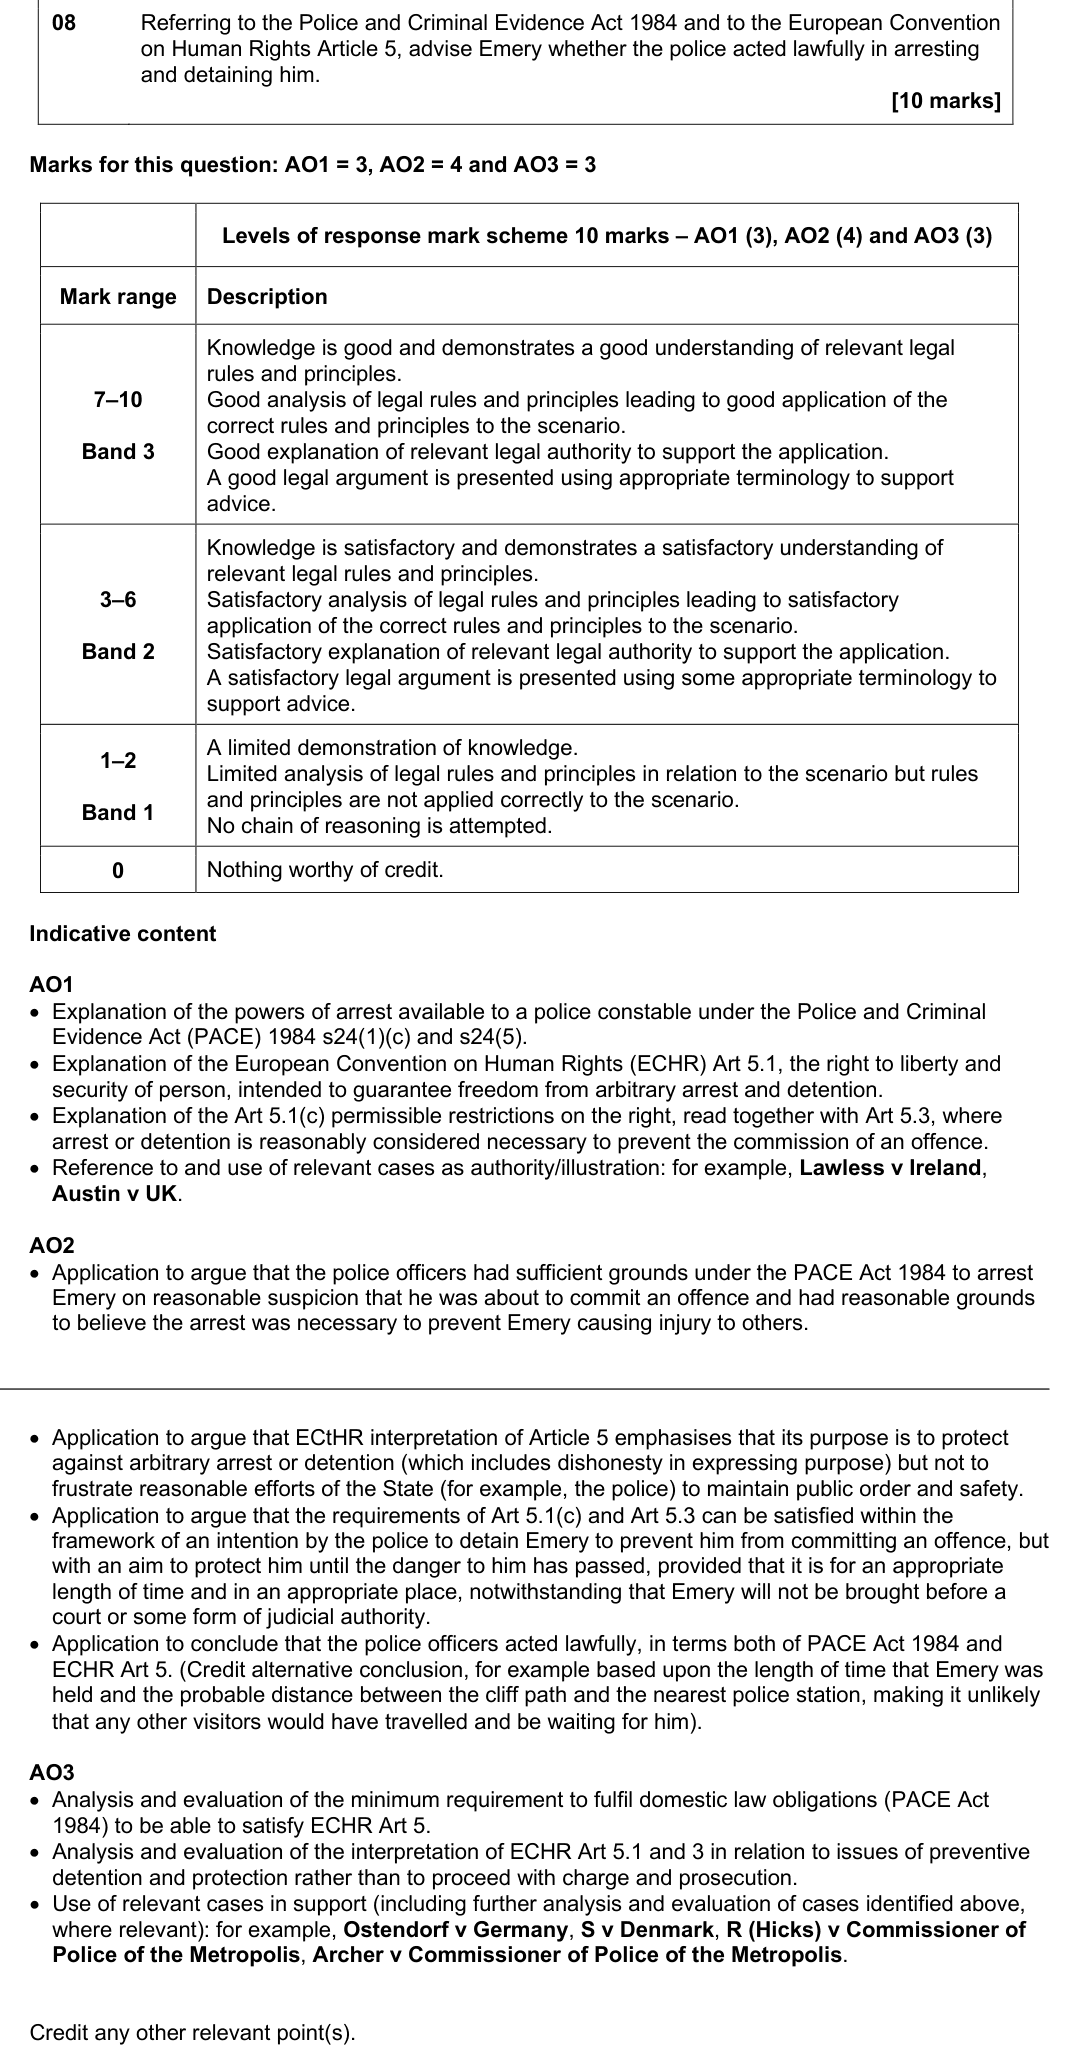 08 Referring to the Police and Criminal Evidence Act 1984 and to the European Convention
on Human Rights Article 5, advise Emery whether the police acted lawfully in arresting
and detaining him.
[10 marks]
Marks for this question: AO1 = 3, AO2 = 4 and AO3 = 3
Levels of response mark scheme 10 marks – AO1 (3), AO2 (4) and AO3 (3)
Mark range Description
7–10
Band 3
Knowledge is good and demonstrates a good understanding of relevant legal
rules and principles.
Good analysis of legal rules and principles leading to good application of the
correct rules and principles to the scenario.
Good explanation of relevant legal authority to support the application.
A good legal argument is presented using appropriate terminology to support
advice.
3–6
Band 2
Knowledge is satisfactory and demonstrates a satisfactory understanding of
relevant legal rules and principles.
Satisfactory analysis of legal rules and principles leading to satisfactory
application of the correct rules and principles to the scenario.
Satisfactory explanation of relevant legal authority to support the application.
A satisfactory legal argument is presented using some appropriate terminology to
support advice.
1–2
Band 1
A limited demonstration of knowledge.
Limited analysis of legal rules and principles in relation to the scenario but rules
and principles are not applied correctly to the scenario.
No chain of reasoning is attempted.
0 Nothing worthy of credit.
Indicative content
AO1
• Explanation of the powers of arrest available to a police constable under the Police and Criminal
Evidence Act (PACE) 1984 s24(1)(c) and s24(5).
• Explanation of the European Convention on Human Rights (ECHR) Art 5.1, the right to liberty and
security of person, intended to guarantee freedom from arbitrary arrest and detention.
• Explanation of the Art 5.1(c) permissible restrictions on the right, read together with Art 5.3, where
arrest or detention is reasonably considered necessary to prevent the commission of an offence.
• Reference to and use of relevant cases as authority/illustration: for example, Lawless v Ireland,
Austin v UK.
AO2
• Application to argue that the police officers had sufficient grounds under the PACE Act 1984 to arrest
Emery on reasonable suspicion that he was about to commit an offence and had reasonable grounds
to believe the arrest was necessary to prevent Emery causing injury to others.
• Application to argue that ECtHR interpretation of Article 5 emphasises that its purpose is to protect
against arbitrary arrest or detention (which includes dishonesty in expressing purpose) but not to
frustrate reasonable efforts of the State (for example, the police) to maintain public order and safety.
• Application to argue that the requirements of Art 5.1(c) and Art 5.3 can be satisfied within the
framework of an intention by the police to detain Emery to prevent him from committing an offence, but
with an aim to protect him until the danger to him has passed, provided that it is for an appropriate
length of time and in an appropriate place, notwithstanding that Emery will not be brought before a
court or some form of judicial authority.
• Application to conclude that the police officers acted lawfully, in terms both of PACE Act 1984 and
ECHR Art 5. (Credit alternative conclusion, for example based upon the length of time that Emery was
held and the probable distance between the cliff path and the nearest police station, making it unlikely
that any other visitors would have travelled and be waiting for him).
AO3
• Analysis and evaluation of the minimum requirement to fulfil domestic law obligations (PACE Act
1984) to be able to satisfy ECHR Art 5.
• Analysis and evaluation of the interpretation of ECHR Art 5.1 and 3 in relation to issues of preventive
detention and protection rather than to proceed with charge and prosecution.
• Use of relevant cases in support (including further analysis and evaluation of cases identified above,
where relevant): for example, Ostendorf v Germany, S v Denmark, R (Hicks) v Commissioner of
Police of the Metropolis, Archer v Commissioner of Police of the Metropolis.
Credit any other relevant point(s).